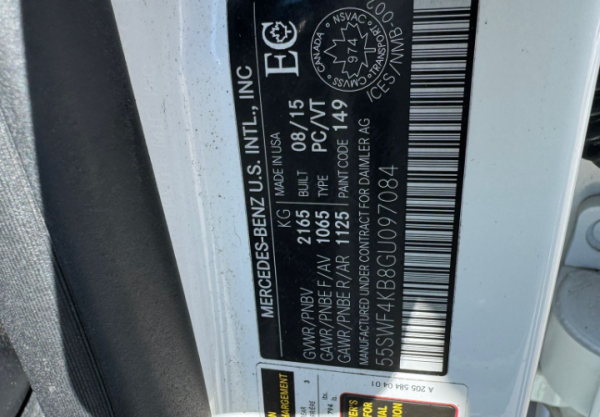 MERCEDES-BENZ U.S. INTL., INC
KG MADE IN USA
GVWR/PNBV 2165 BUILT 08/15
GAWR/PNBE F/AV 1065 TYPE PC/VT
GAWR/PNBE R/AR 1125 PAINT CODE 149
MANUFACTURED UNDER CONTRACT FOR DAIMLER AG
55SWF4KB8GU097084
EC
CANADA NSVAC
974
CMVSS TRANSPORT
ICES/NMB-002
A 205 584 04 01